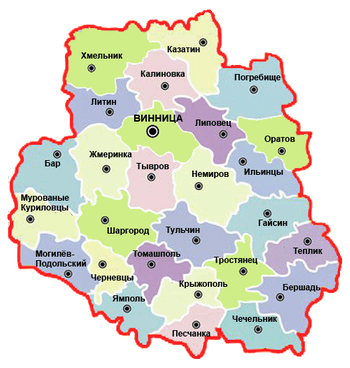 Казатин
Хмельник
Калиновка
Погребище
Литин
ВИННИЦА
Липовец
Оратов
Жмеринка
Бар
Тывров
Немиров
Ильинцы
Мурованые
Куриловцы
Шаргород
Тульчин
Гайсин
Могилёв-
Подольский
Черневцы
Томашполь
Тростянец
Теплик
Крыжополь
Бершадь
Ямполь
Песчанка
Чечельник